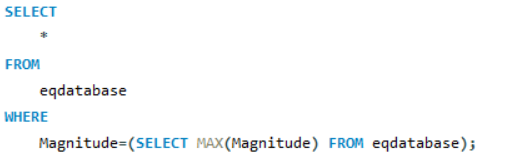 SELECT
*
FROM
eqdatabase
WHERE
Magnitude=(SELECT MAX(Magnitude) FROM eqdatabase);